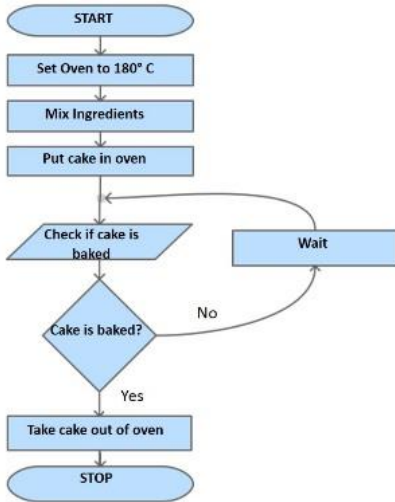 START
Set Oven to 180° C
Mix Ingredients
Put cake in oven
Check if cake is
baked
Wait
Cake is baked?
No
Yes
Take cake out of oven
STOP